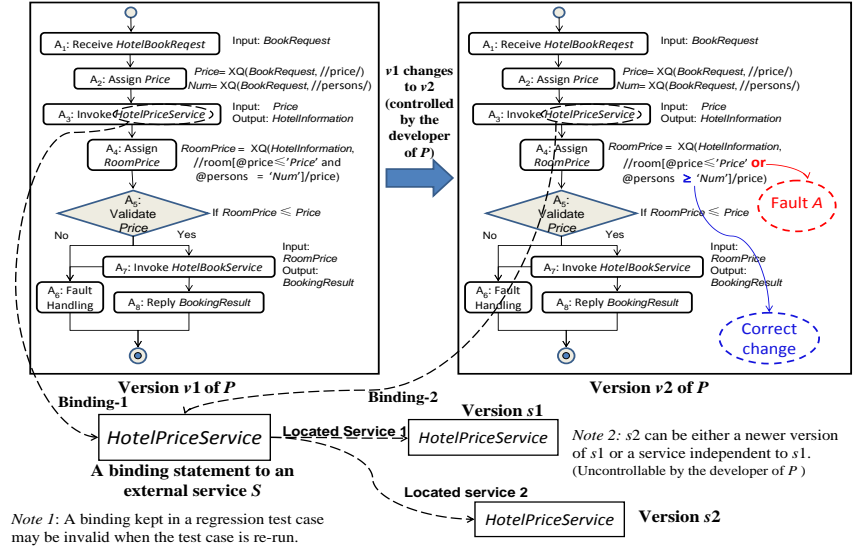 A1: Receive HotelBookReqest
Input: BookRequest
A2: Assign Price
Price= XQ(BookRequest, //price/)
Num= XQ(BookRequest, //persons/)
A3: Invoke HotelPriceService
Input: Price
Output: HotelInformation
A4: Assign
RoomPrice
RoomPrice = XQ(HotelInformation,
//room[@price≤'Price' and
@persons = 'Num']/price)
A5:
Validate
Price
If RoomPrice ≤ Price
No
Yes
Input:
RoomPrice
Output:
BookingResult
A7: Invoke HotelBookService
A6: Fault
Handling
A8: Reply BookingResult
Version v1 of P
v1 changes
to v2
(controlled
by the
developer
of P)
A1: Receive HotelBookReqest
Input: BookRequest
A2: Assign Price
Price= XQ(BookRequest, //price/)
Num= XQ(BookRequest, //persons/)
A3: Invoke HotelPriceService
Input: Price
Output: HotelInformation
A4: Assign
RoomPrice
RoomPrice = XQ(HotelInformation,
//room[@price≤'Price' or
@persons ≥ 'Num']/price)
Fault A
A5:
Validate
Price
If RoomPrice ≤ Price
No
Yes
Input:
RoomPrice
Output:
BookingResult
A7: Invoke HotelBookService
A6: Fault
Handling
A8: Reply BookingResult
Correct
change
Version v2 of P
Binding-1
Binding-2
HotelPriceService
A binding statement to an
external service S
Located Service 1
Version s1
HotelPriceService
Note 2: s2 can be either a newer version
of s1 or a service independent to s1.
(Uncontrollable by the developer of P )
Located service 2
HotelPriceService
Version s2
Note 1: A binding kept in a regression test case
may be invalid when the test case is re-run.